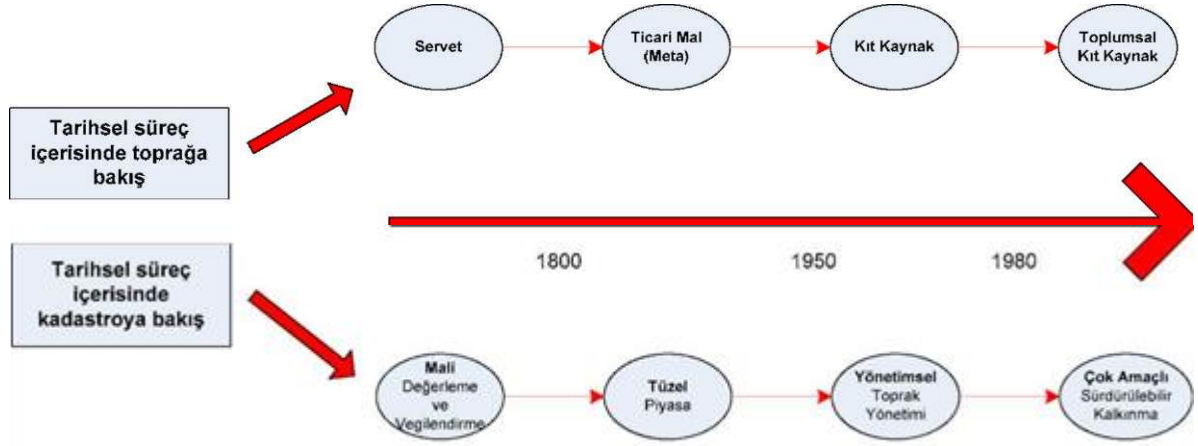 Servet
Ticari Mal
(Meta)
Kıt Kaynak
Toplumsal
Kıt Kaynak
Tarihsel süreç
içerisinde toprağa
bakış
1800
1950
1980
Tarihsel süreç
içerisinde
kadastroya bakış
Mali
Değerleme
ve
Vegilendirme
Tüzel
Piyasa
Yönetimsel
Toprak
Yönetimi
Çok Amaçlı
Sürdürülebilir
Kalkınma